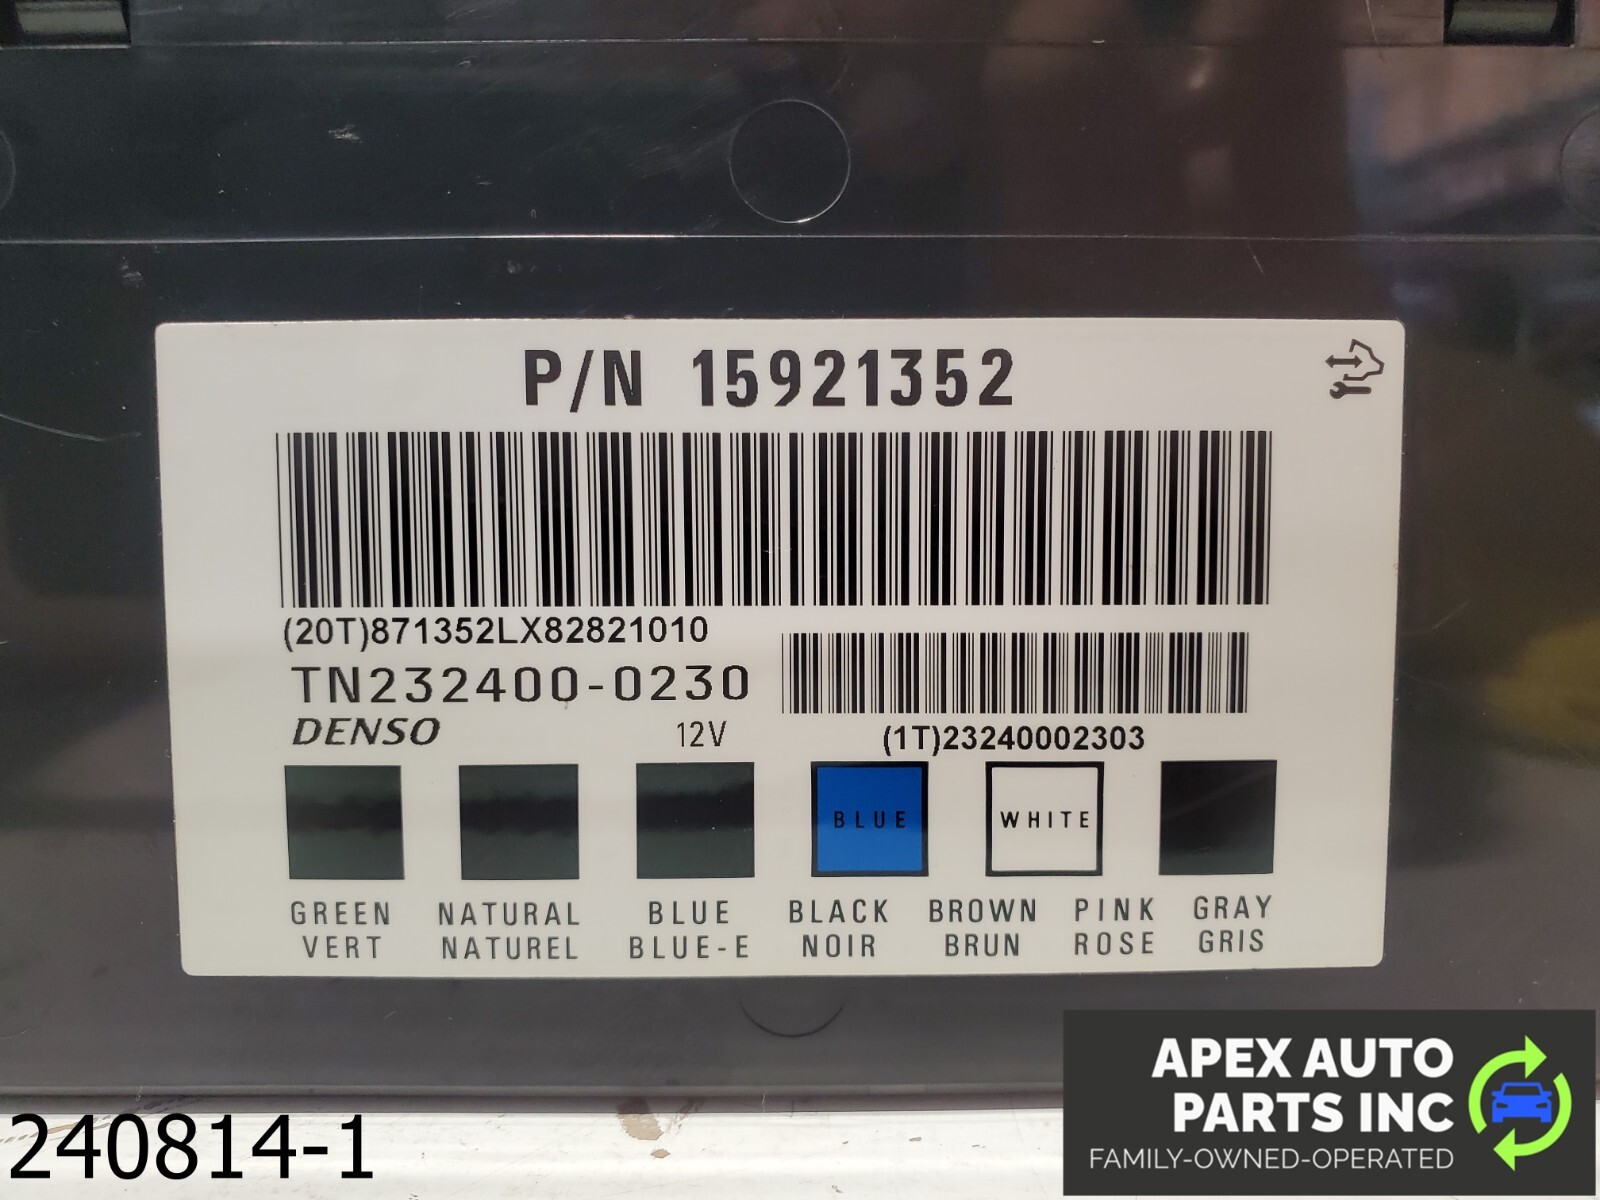 P/N 15921352
(20T)871352LX82821010
TN232400-0230
DENSO
12V
(1T)23240002303
BLUE
WHITE
GREEN NATURAL BLUE BLACK BROWN PINK GRAY
VERT NATUREL BLUE-E NOIR BRUN ROSE GRIS
240814-1
APEX AUTO
PARTS INC
FAMILY-OWNED-OPERATED